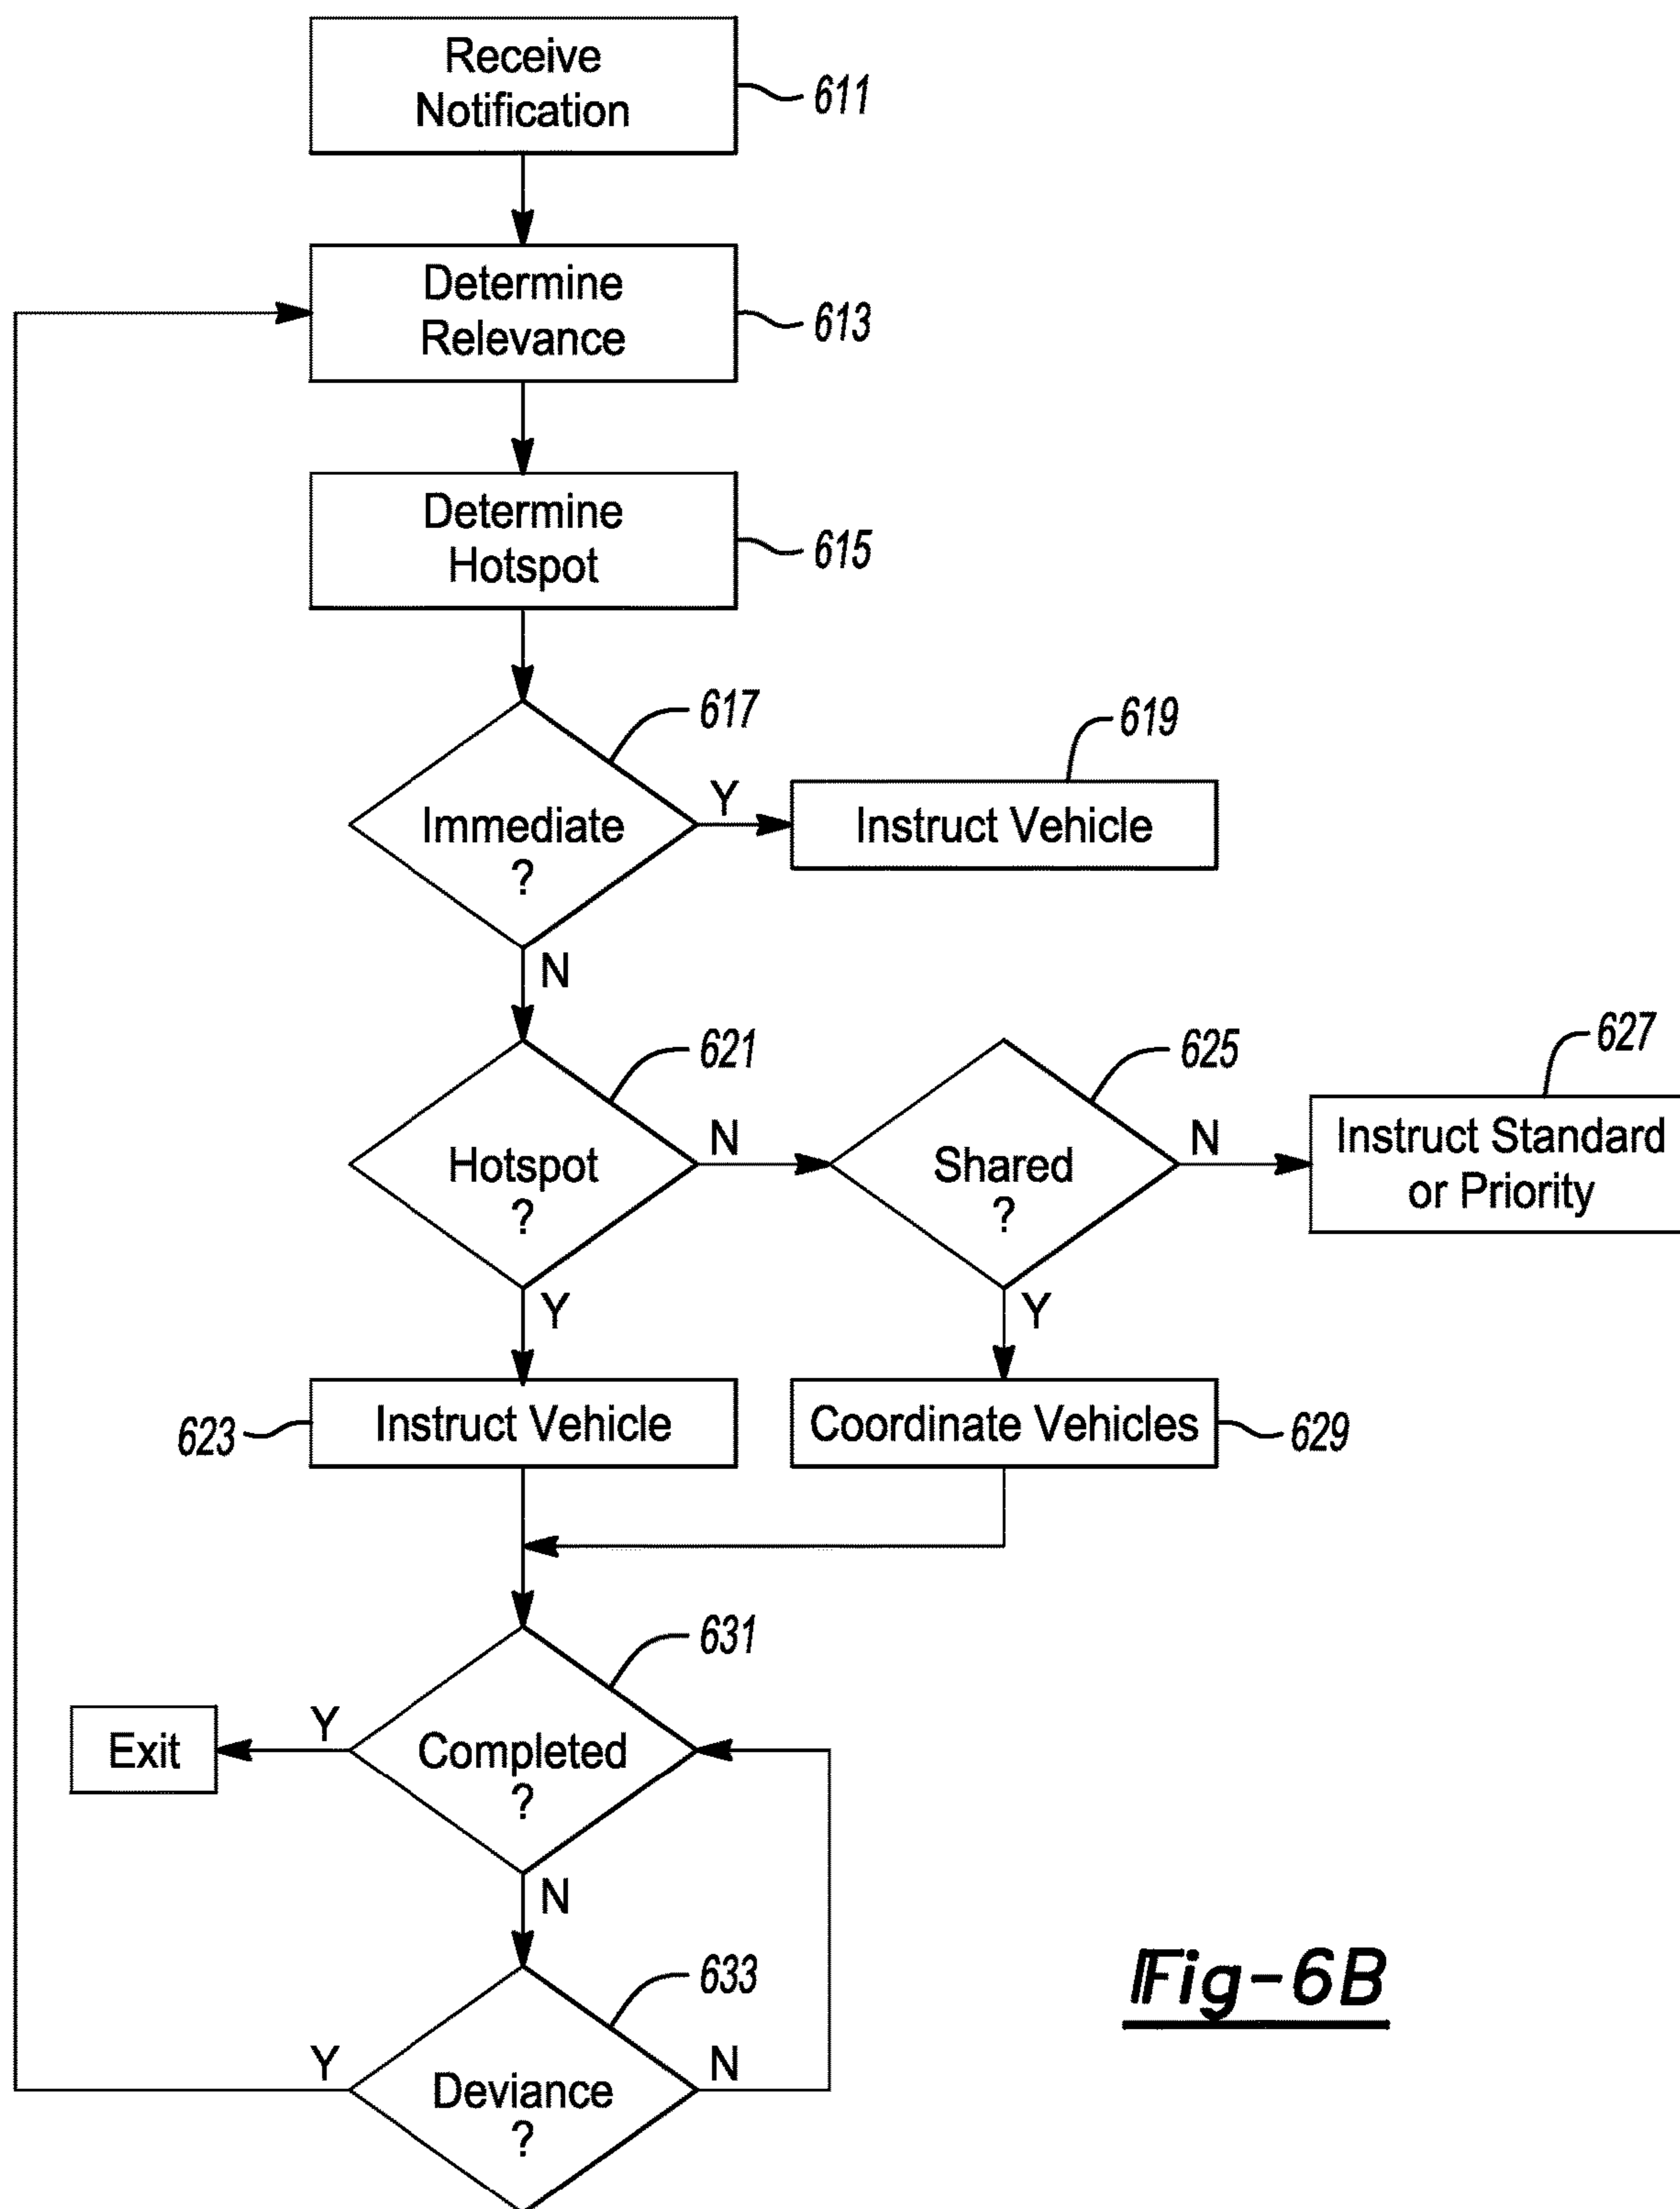 Receive
Notification
611
Determine
Relevance
613
Determine
Hotspot
615
617
Immediate
?
Y
N
619
Instruct Vehicle
621
Hotspot
?
N
Y
625
Shared
?
N
Y
627
Instruct Standard
or Priority
623
Instruct Vehicle
Coordinate Vehicles
629
631
Completed
?
Y
N
Exit
633
Deviance
?
Y
N
Fig-6B